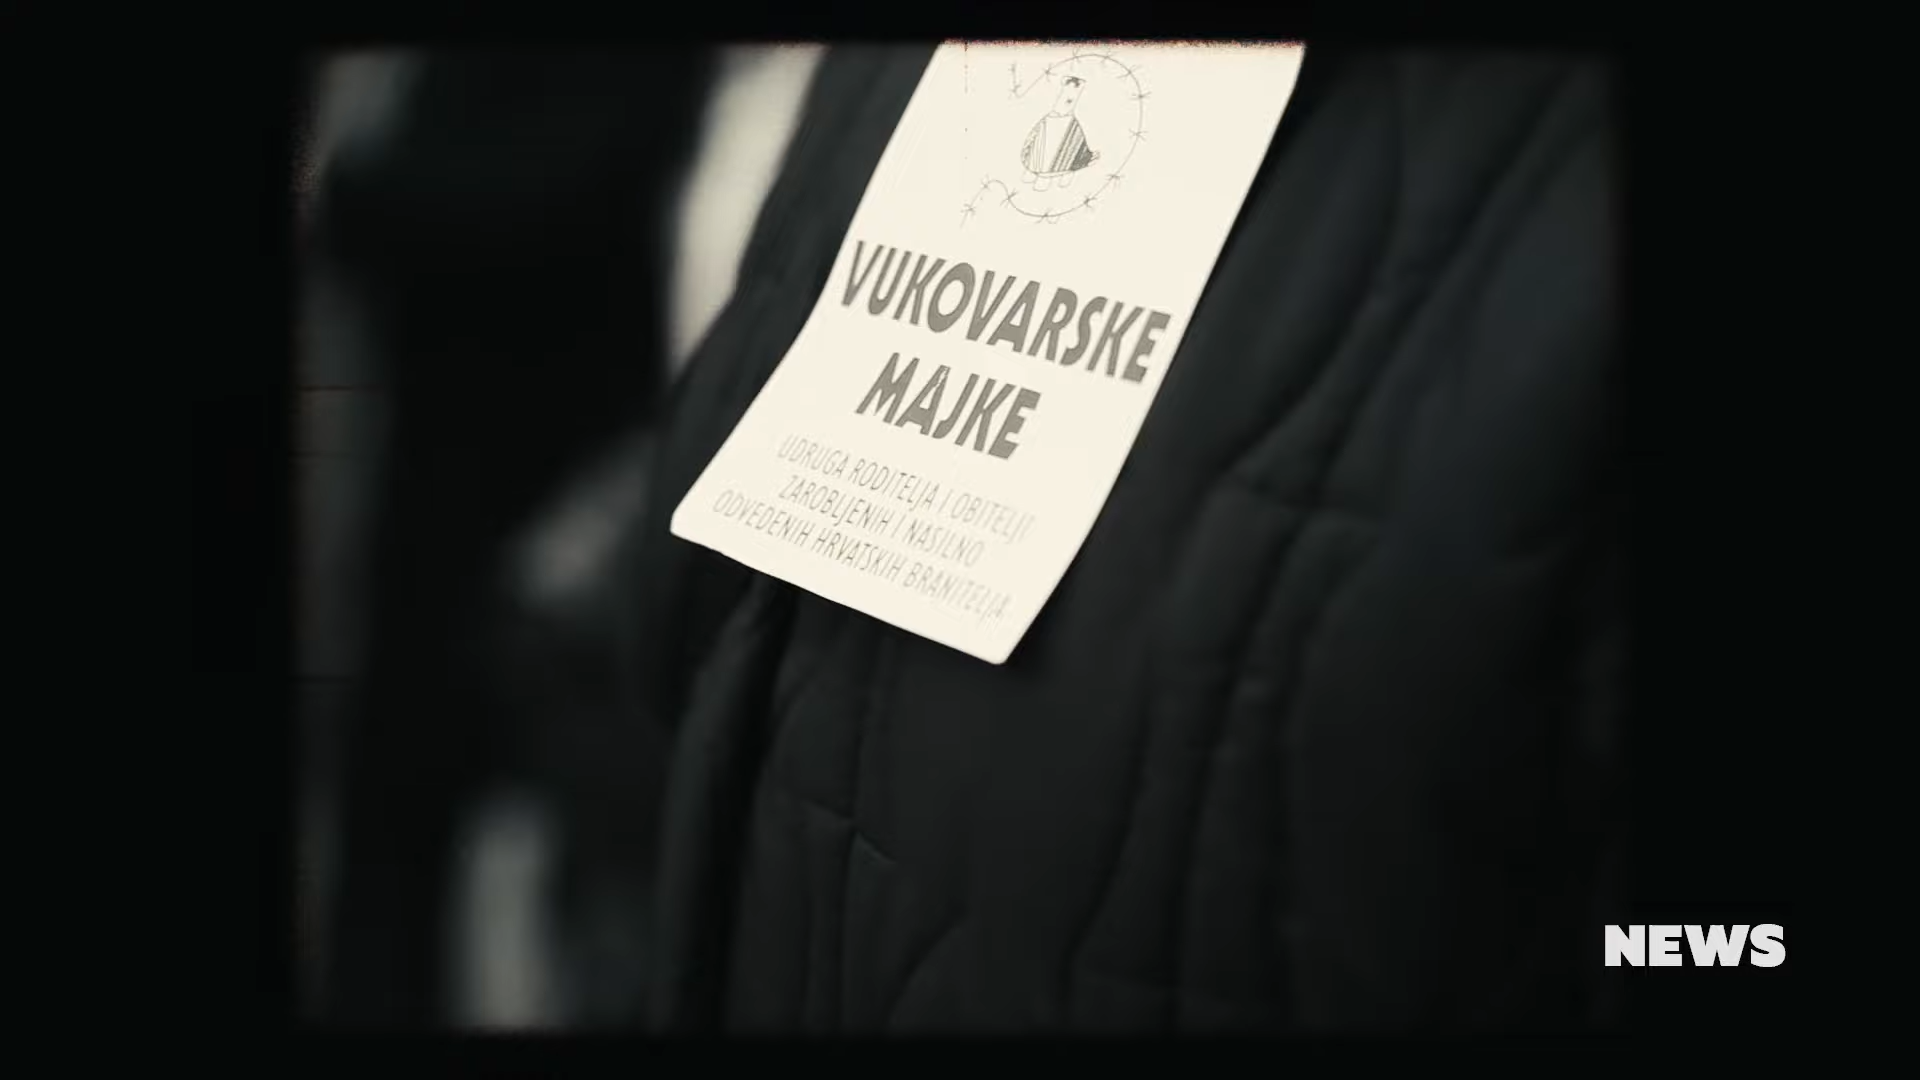 VUKOVARSKE
MAJKE
UDRUGA RODITELJA I OBITELJI
ZAROBLJENIH I NASILNO
ODVEDENIH HRVATSKIH BRANITELJA
NEWS